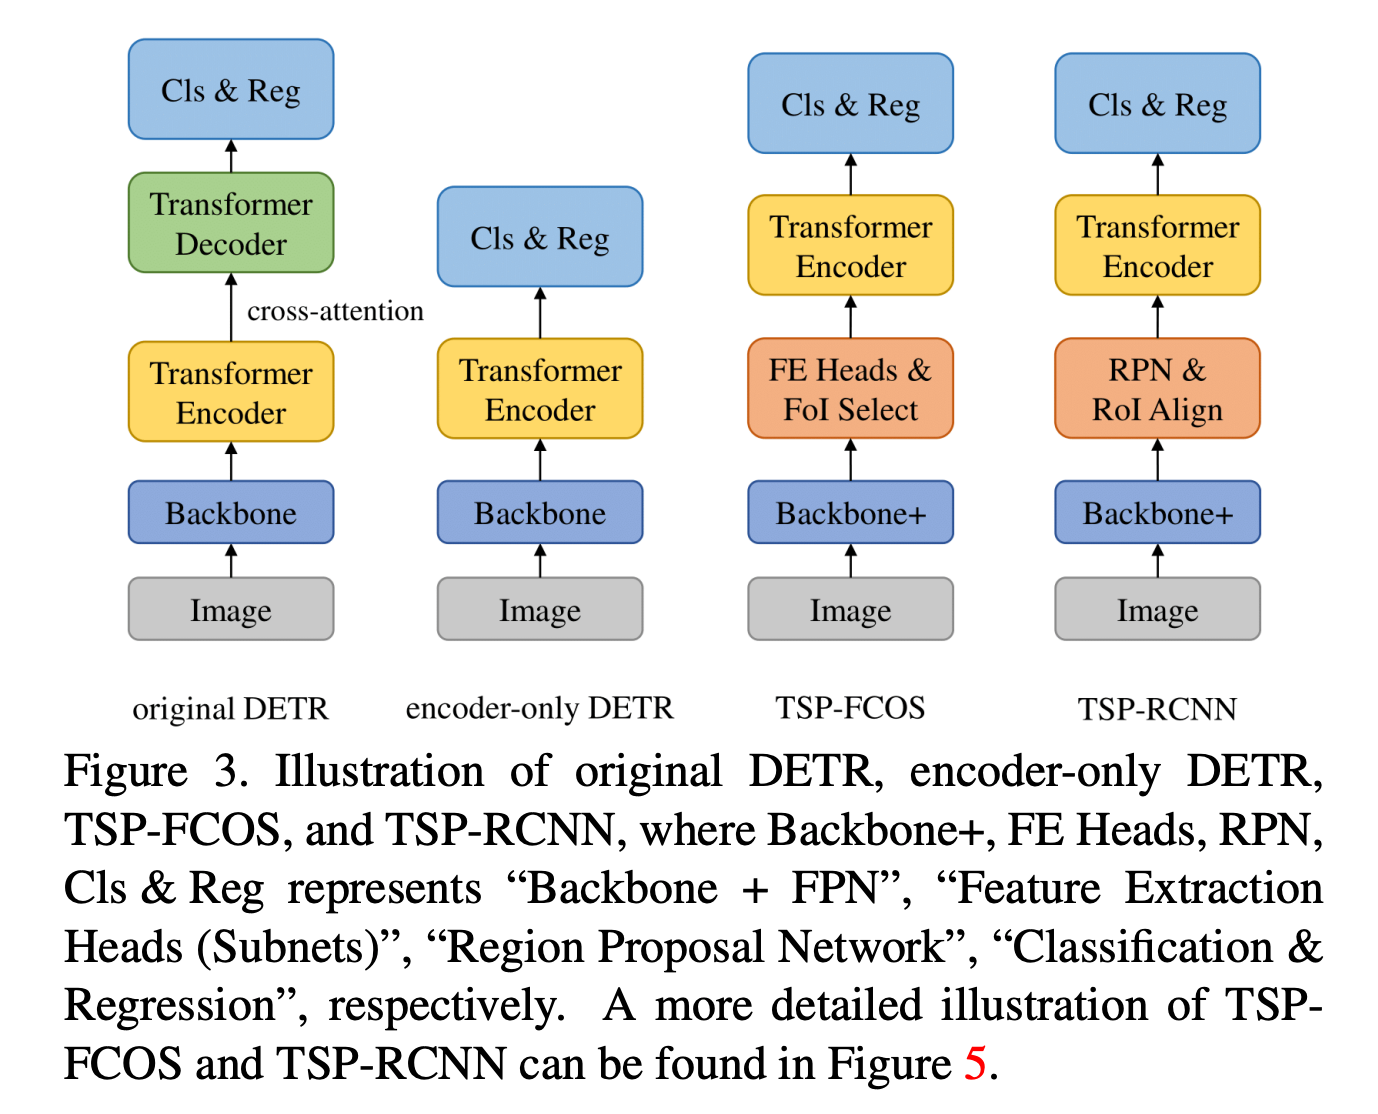 Cls & Reg
Transformer
Decoder
cross-attention
Transformer
Encoder
Backbone
Image
original DETR
Cls & Reg
Transformer
Encoder
Backbone
Image
encoder-only DETR
Cls & Reg
Transformer
Encoder
FE Heads &
FoI Select
Backbone+
Image
TSP-FCOS
Cls & Reg
Transformer
Encoder
RPN &
RoI Align
Backbone+
Image
TSP-RCNN
Figure 3. Illustration of original DETR, encoder-only DETR,
TSP-FCOS, and TSP-RCNN, where Backbone+, FE Heads, RPN,
Cls & Reg represents “Backbone + FPN”, “Feature Extraction
Heads (Subnets)”, “Region Proposal Network”, “Classification &
Regression”, respectively. A more detailed illustration of TSP-
FCOS and TSP-RCNN can be found in Figure 5.